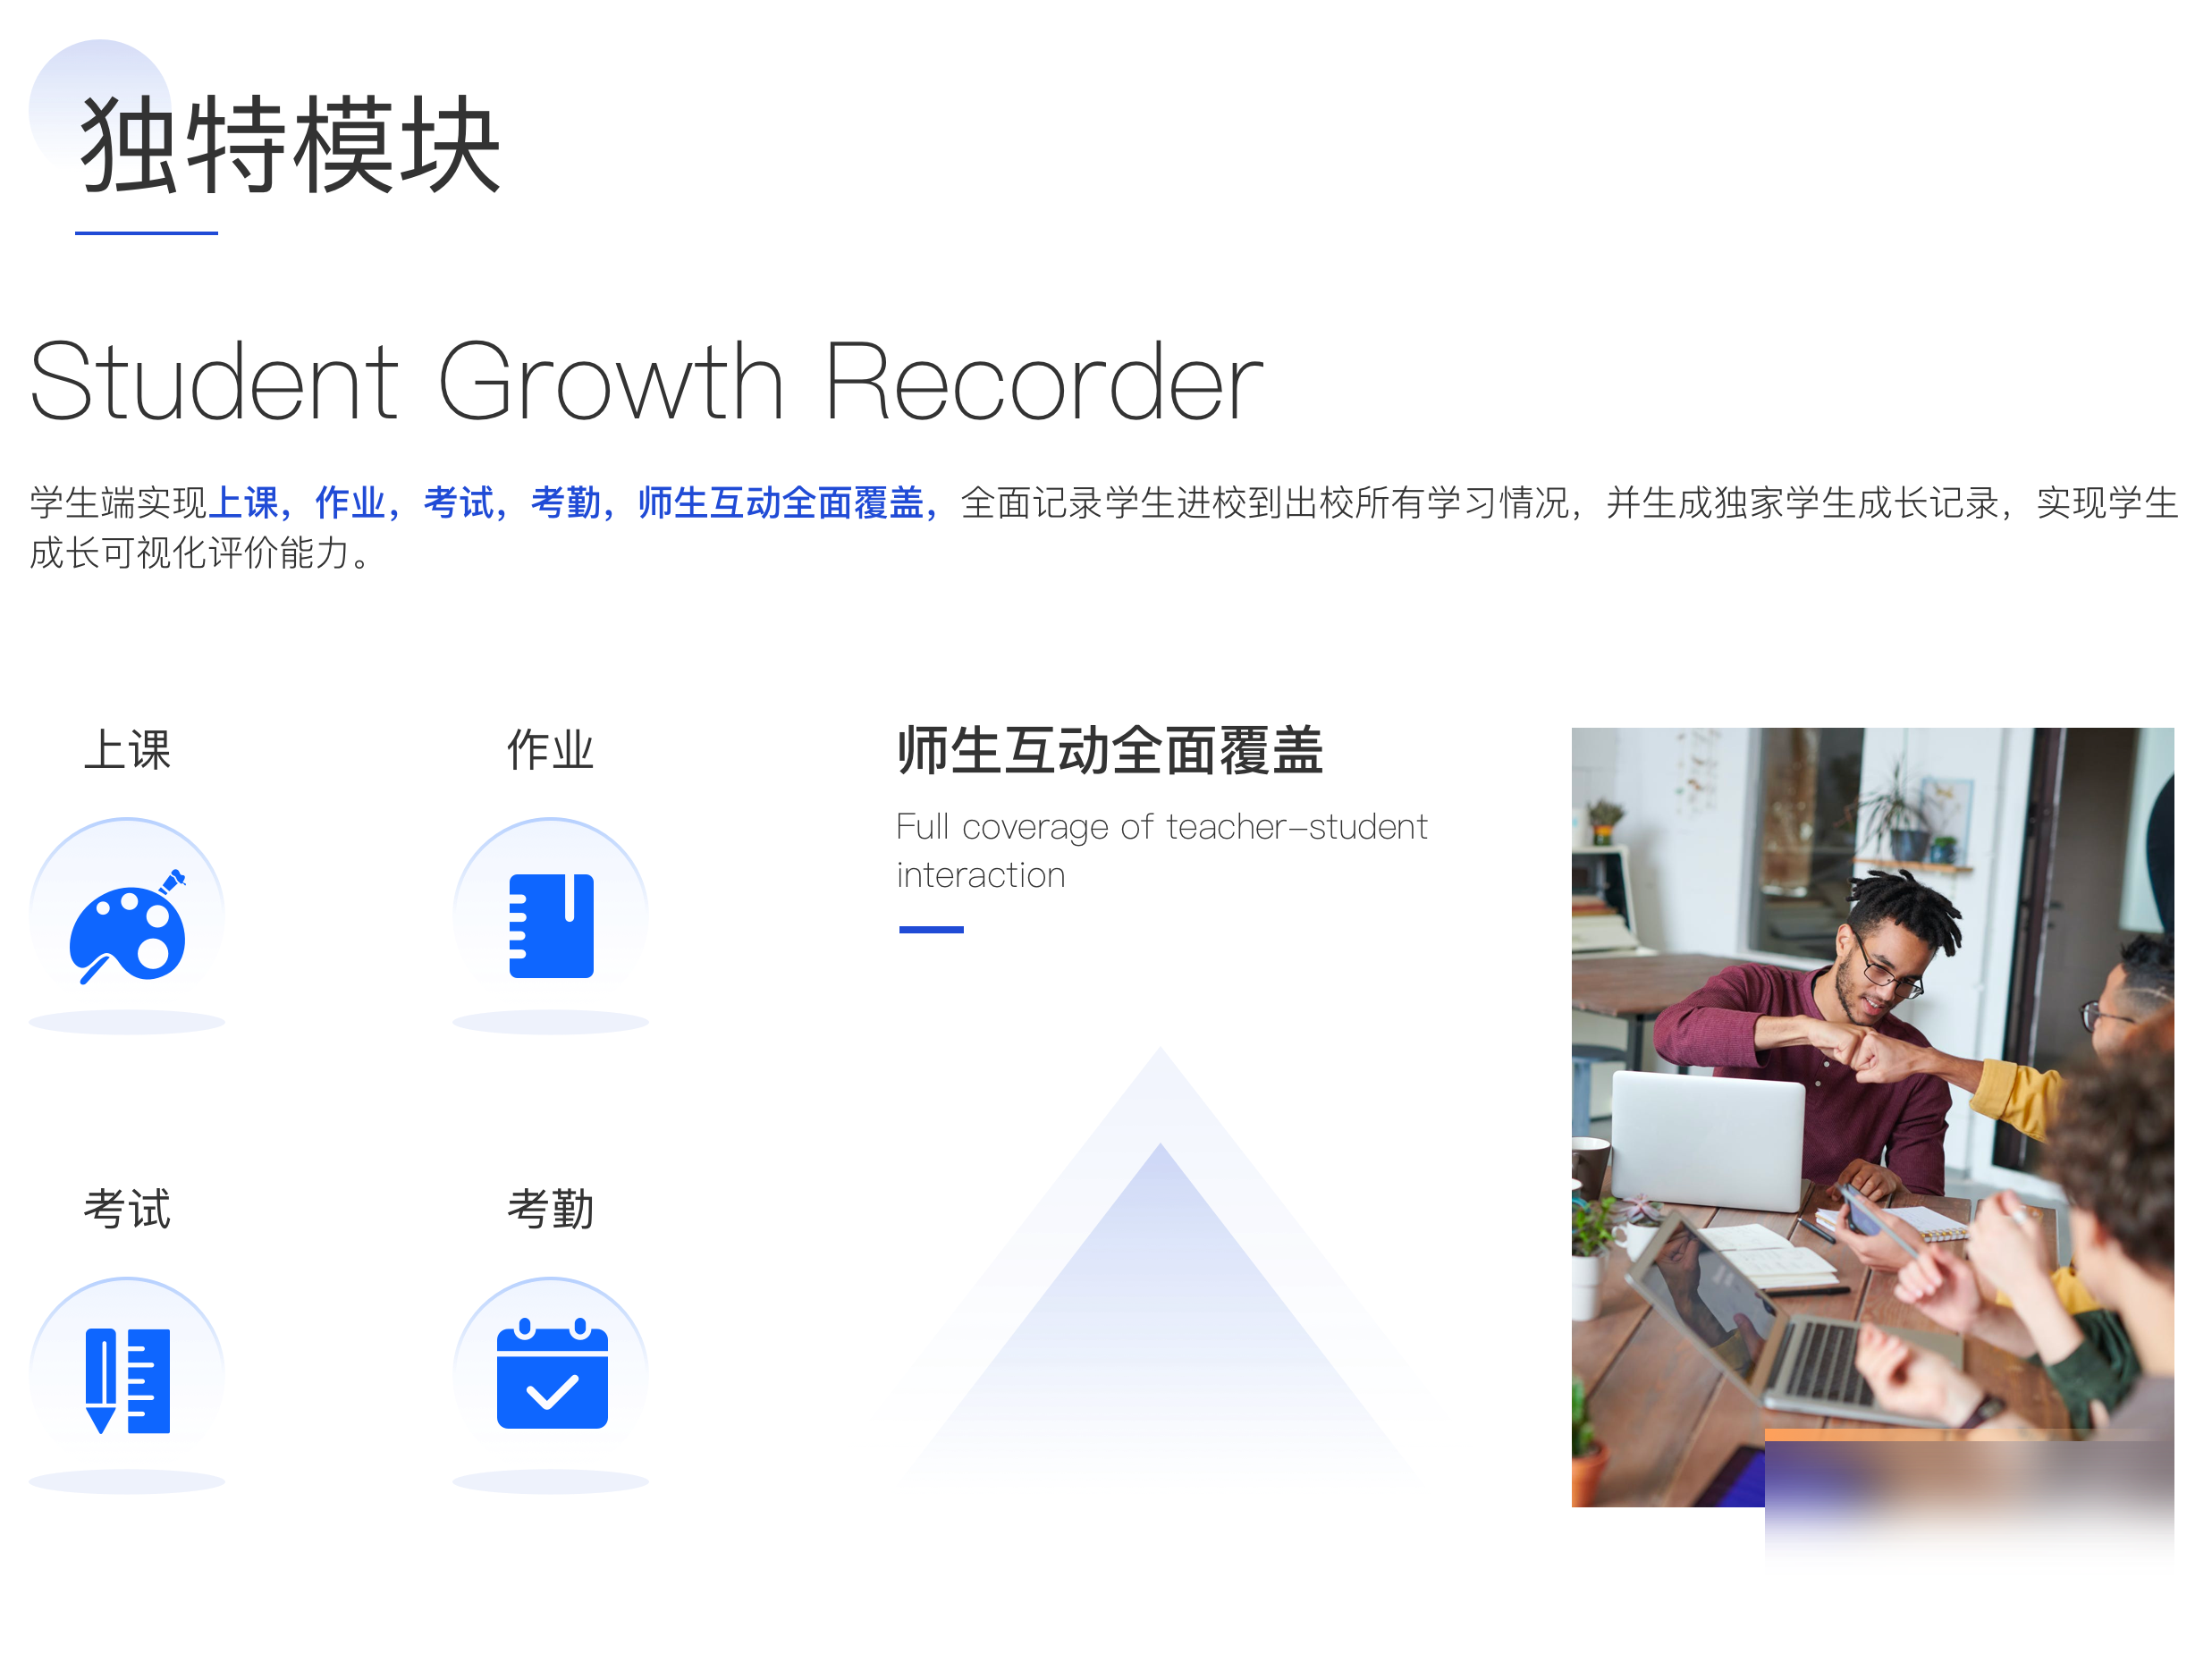 独特模块
Student Growth Recorder
学生端实现上课，作业，考试，考勤，师生互动全面覆盖，全面记录学生进校到出校所有学习情况，并生成独家学生成长记录，实现学生
成长可视化评价能力。
上课
作业
师生互动全面覆盖
Full coverage of teacher-student
interaction
考试
考勤